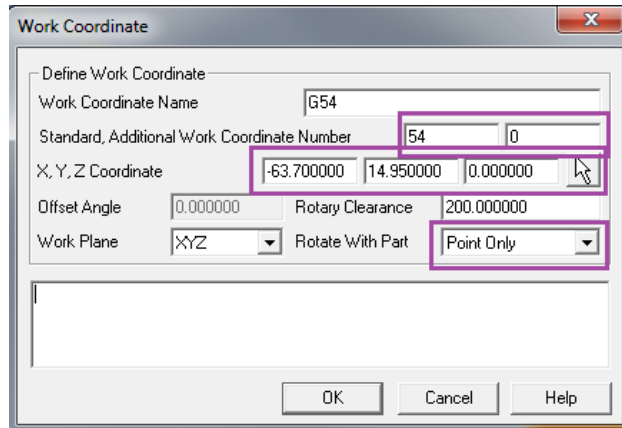 Work Coordinate
Define Work Coordinate
Work Coordinate Name G54
Standard, Additional Work Coordinate Number 54 0
X, Y, Z Coordinate -63.700000 14.950000 0.000000
Offset Angle 0.000000 Rotary Clearance 200.000000
Work Plane XYZ Rotate With Part Point Only
OK Cancel Help